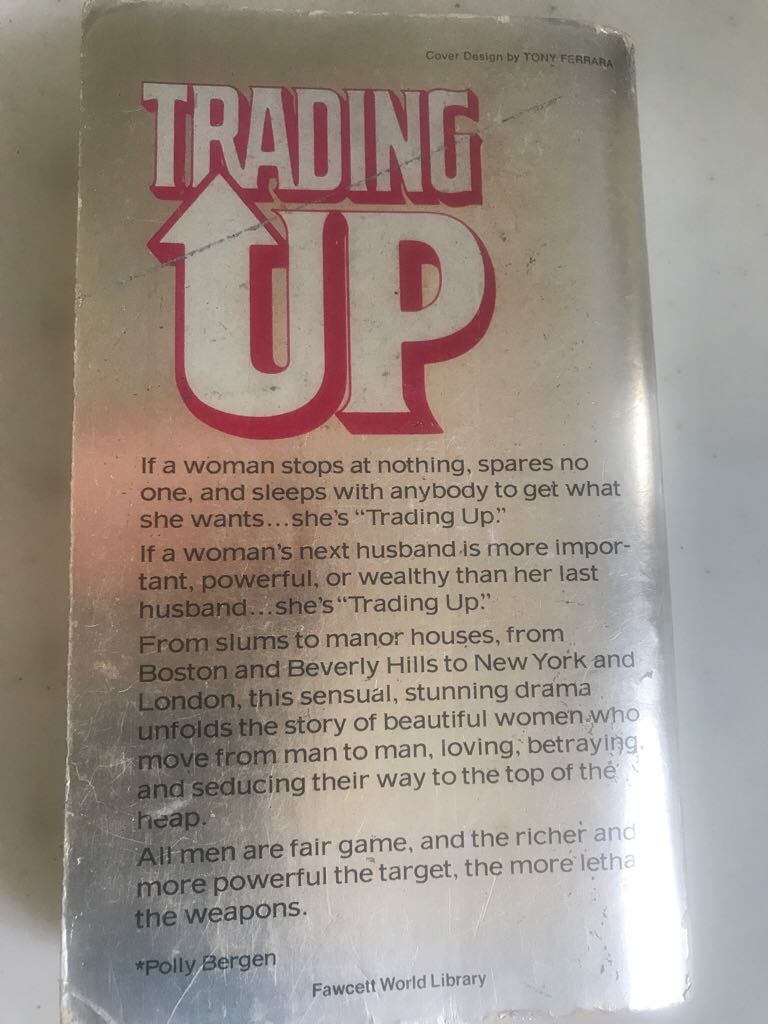 Cover Design by TONY FERRARA
TRADING
UP
If a woman stops at nothing, spares no
one, and sleeps with anybody to get what
she wants...she's “Trading Up.”
If a woman's next husband is more impor-
tant, powerful, or wealthy than her last
husband...she's “Trading Up.”
From slums to manor houses, from
Boston and Beverly Hills to New York and
London, this sensual, stunning drama
unfolds the story of beautiful women who
move from man to man, loving, betraying,
and seducing their way to the top of the
heap.
All men are fair game, and the richer and
more powerful the target, the more letha
the weapons.
*Polly Bergen
Fawcett World Library